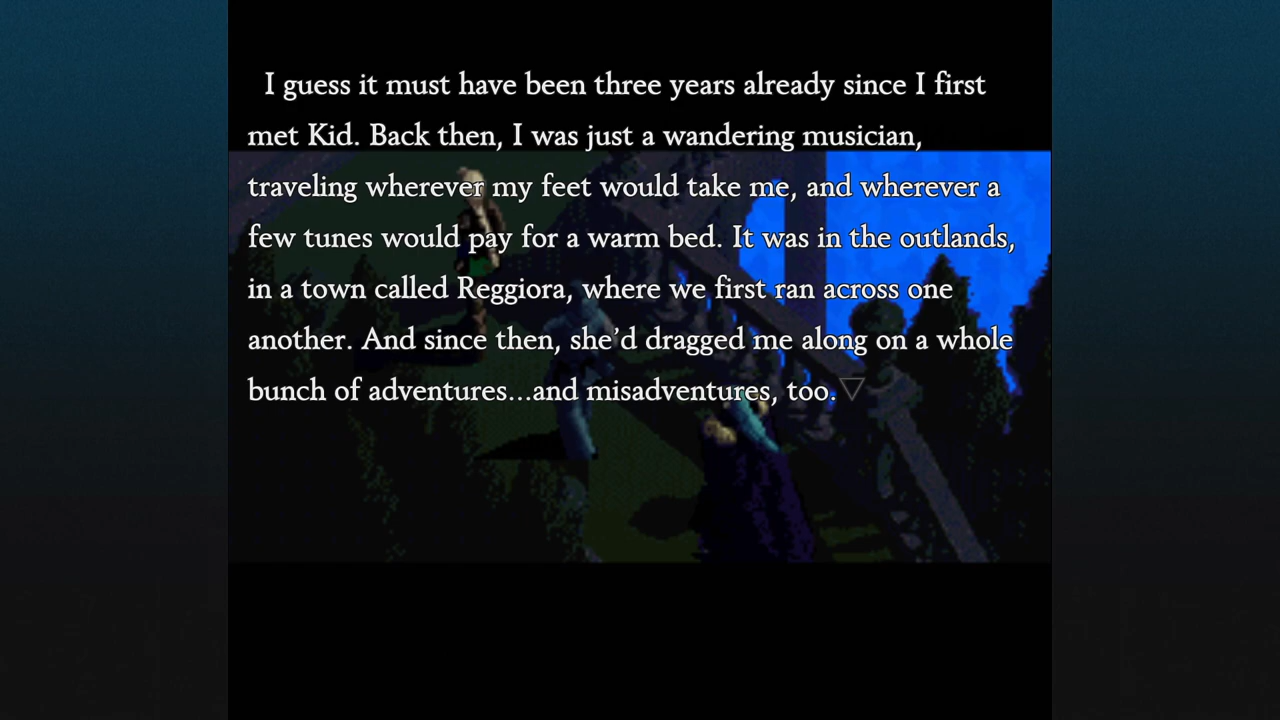 I guess it must have been three years already since I first
met Kid. Back then, I was just a wandering musician,
traveling wherever my feet would take me, and wherever a
few tunes would pay for a warm bed. It was in the outlands,
in a town called Reggiora, where we first ran across one
another. And since then, she’d dragged me along on a whole
bunch of adventures...and misadventures, too.